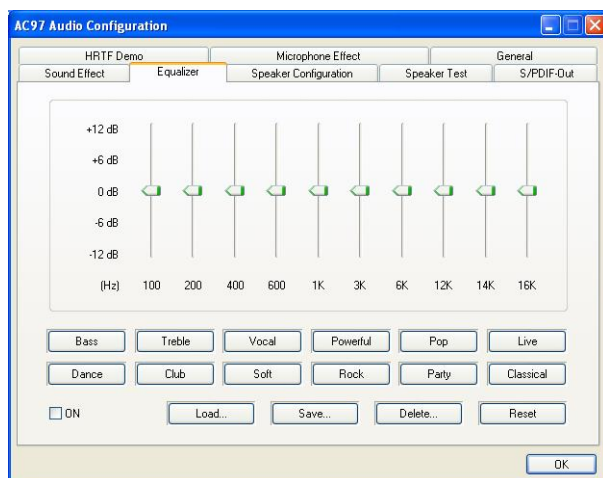 AC97 Audio Configuration
HRTF Demo Microphone Effect General
Sound Effect Equalizer Speaker Configuration Speaker Test S/PDIF-Out
+12 dB
+6 dB
0 dB
-6 dB
-12 dB
(Hz) 100 200 400 600 1K 3K 6K 12K 14K 16K
Bass Treble Vocal Powerful Pop Live
Dance Club Soft Rock Party Classical
ON Load... Save... Delete... Reset
OK